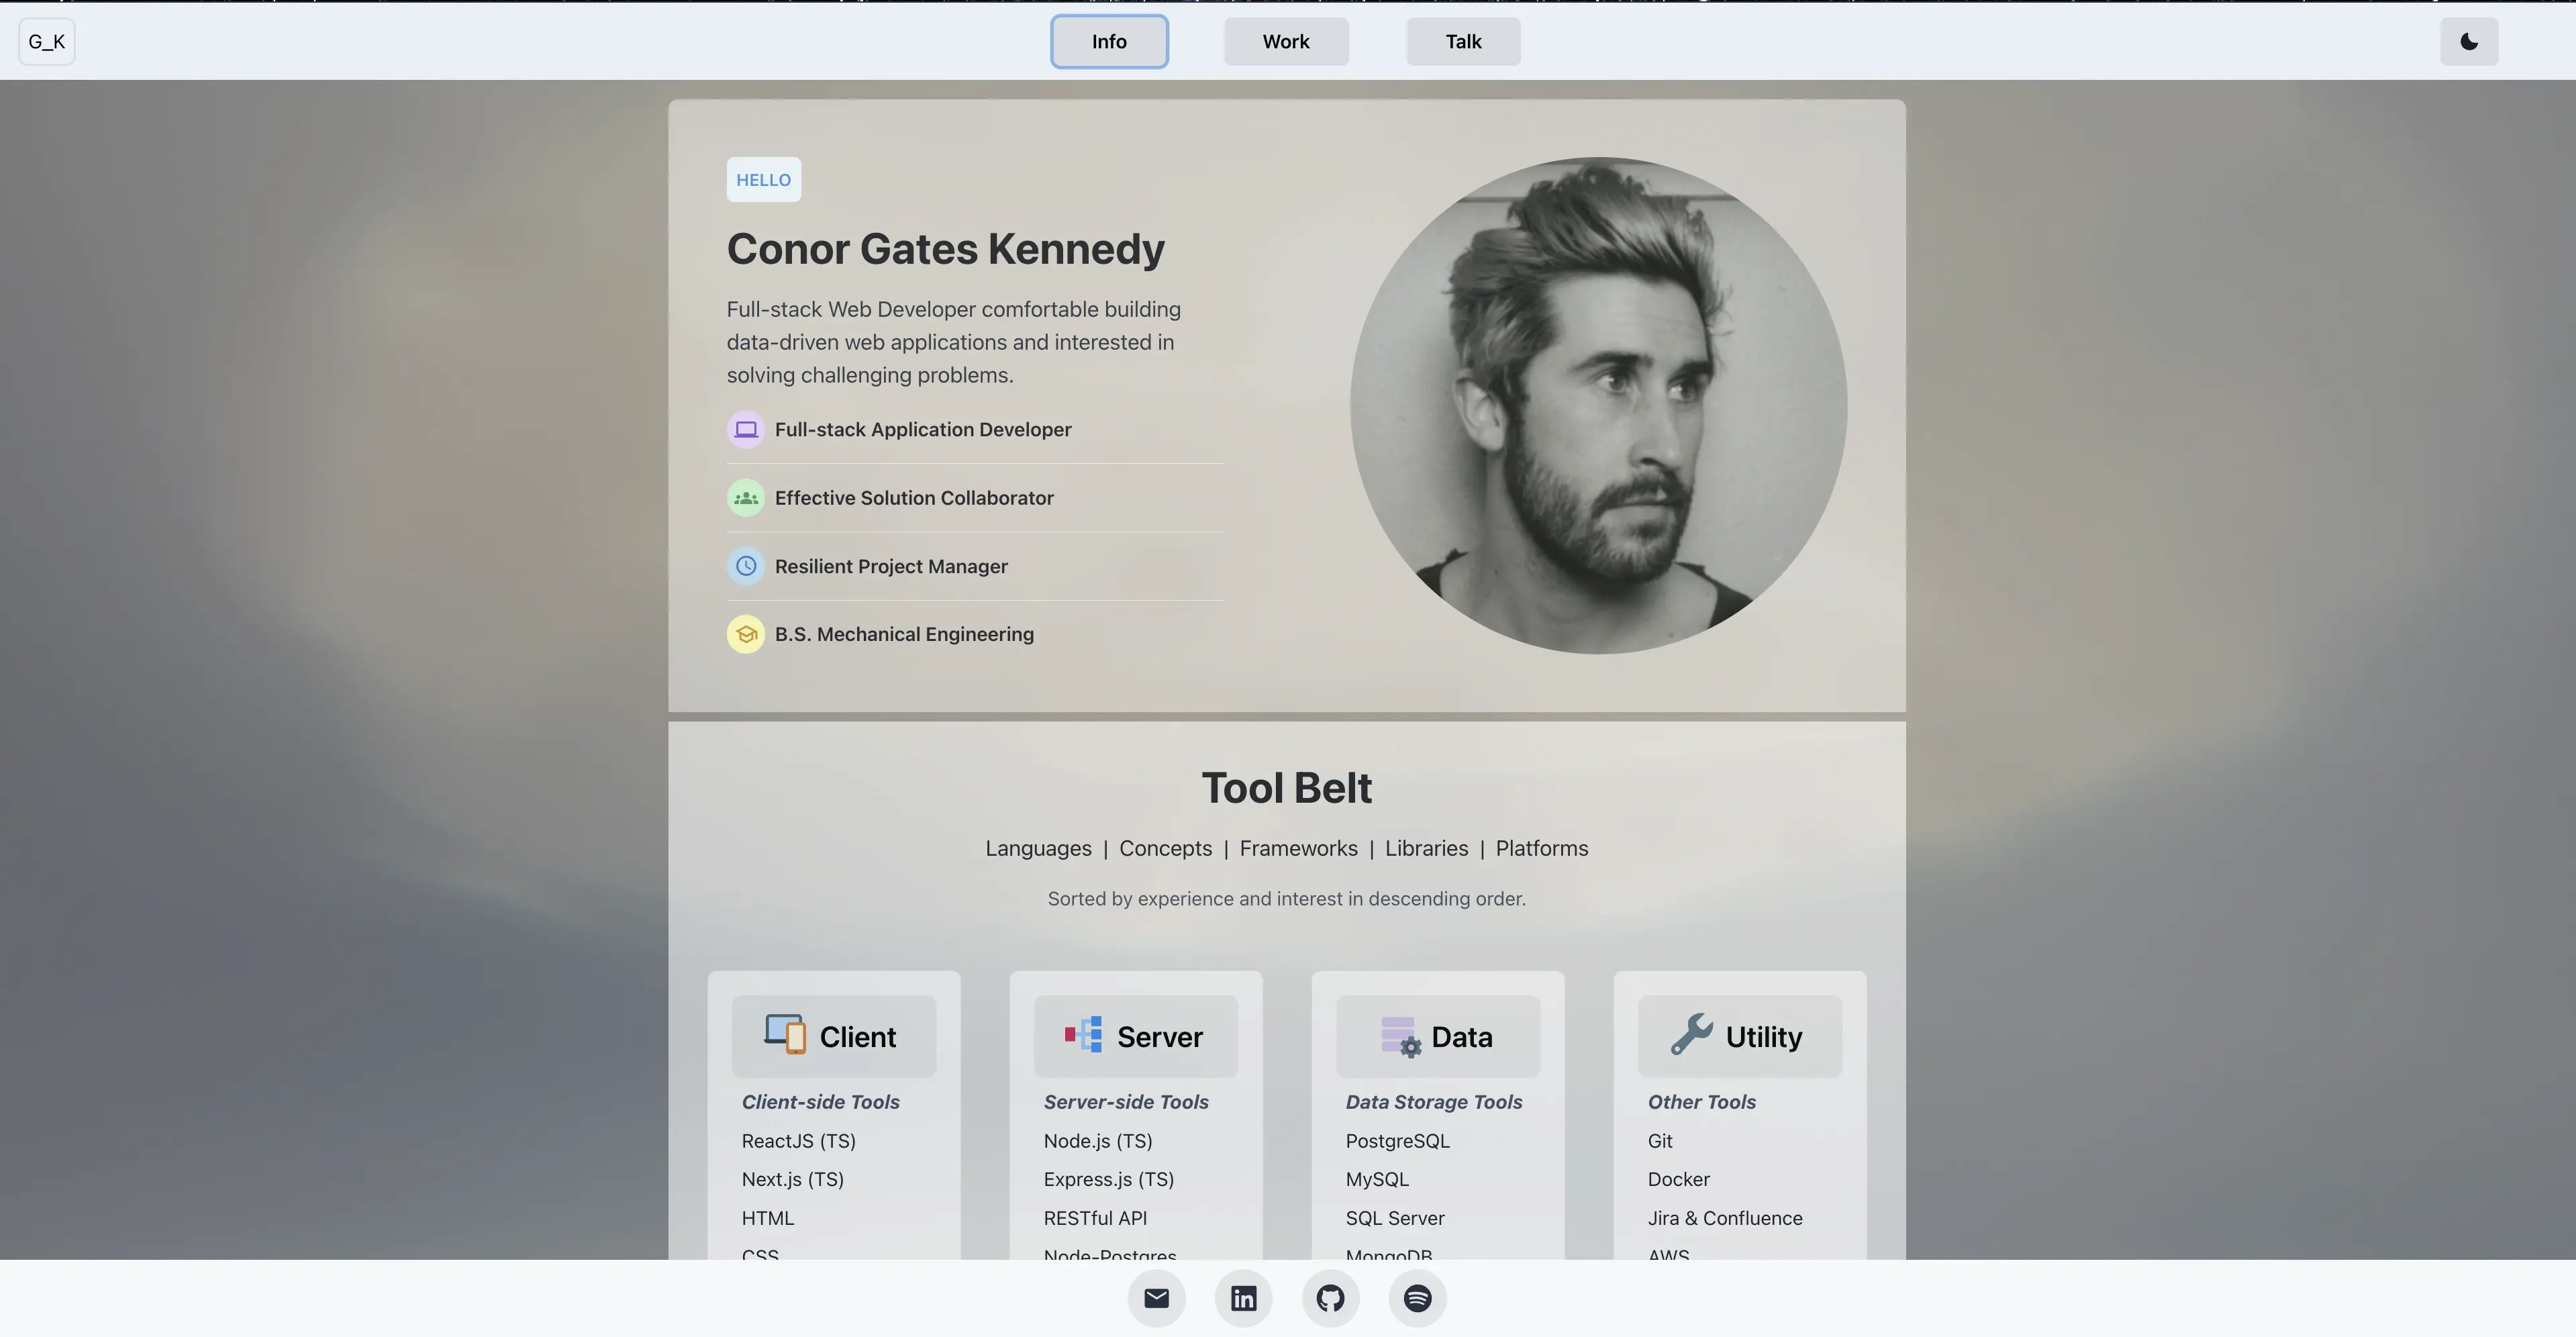 G_K
Info
Work
Talk
HELLO
Conor Gates Kennedy
Full-stack Web Developer comfortable building
data-driven web applications and interested in
solving challenging problems.
Full-stack Application Developer
Effective Solution Collaborator
Resilient Project Manager
B.S. Mechanical Engineering
Tool Belt
Languages | Concepts | Frameworks | Libraries | Platforms
Sorted by experience and interest in descending order.
Client
Client-side Tools
ReactJS (TS)
Next.js (TS)
HTML
CSS
Server
Server-side Tools
Node.js (TS)
Express.js (TS)
RESTful API
Node-Postgres
Data
Data Storage Tools
PostgreSQL
MySQL
SQL Server
MongoDB
Utility
Other Tools
Git
Docker
Jira & Confluence
AWS
in